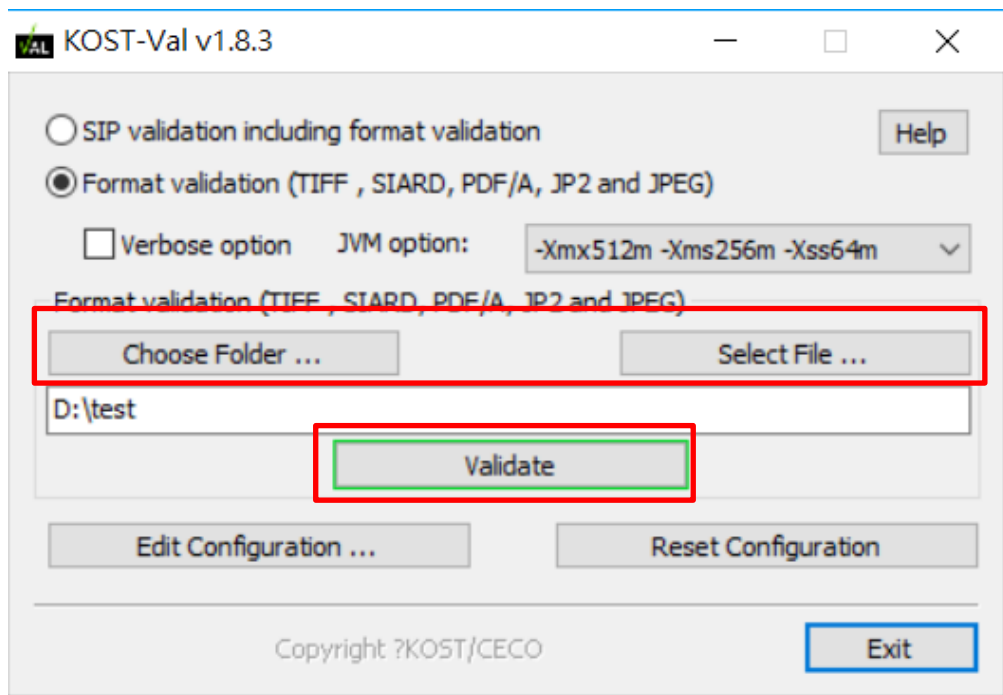 VAL KOST-Val v1.8.3
SIP validation including format validation
Help
Format validation (TIFF , SIARD, PDF/A, JP2 and JPEG)
Verbose option JVM option: -Xmx512m -Xms256m -Xss64m
Format validation (TIFF , SIARD, PDF/A, JP2 and JPEG)
Choose Folder ... Select File ...
D:\test
Validate
Edit Configuration ... Reset Configuration
Copyright ?KOST/CECO Exit